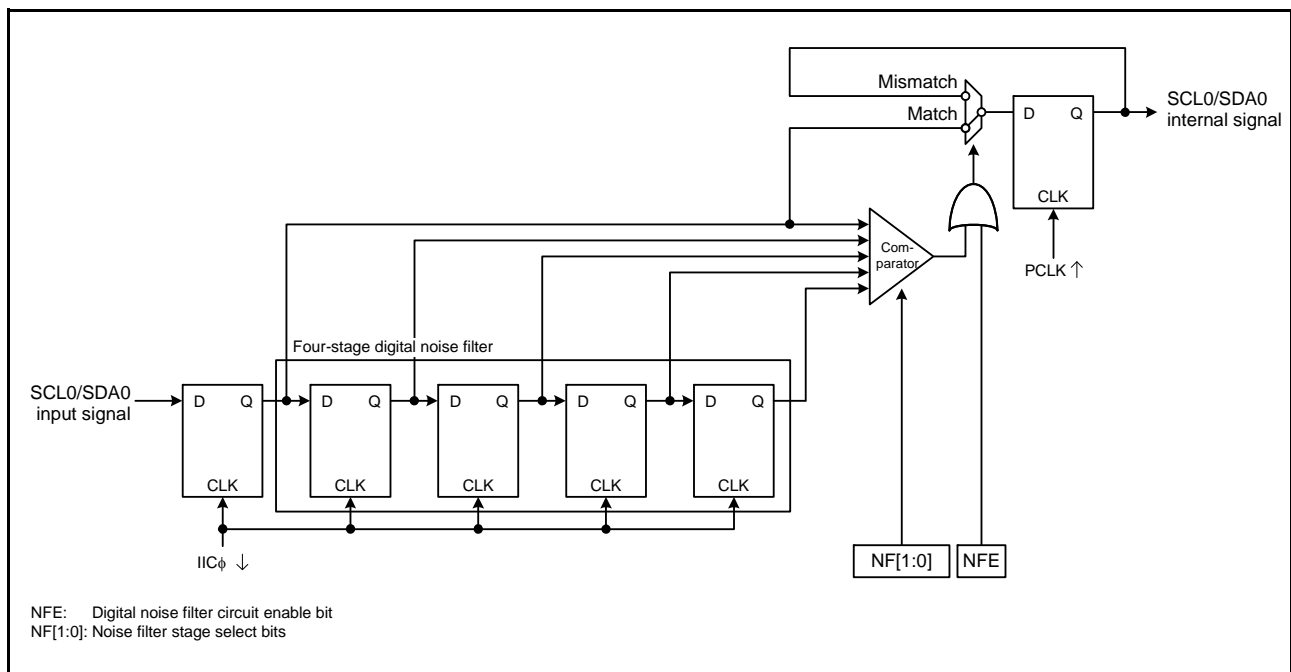 Mismatch
Match
D Q
CLK
SCL0/SDA0
internal signal
PCLK ↑
Com-
parator
Four-stage digital noise filter
SCL0/SDA0
input signal
D Q
CLK
D Q
CLK
D Q
CLK
D Q
CLK
D Q
CLK
IICϕ ↓
NF[1:0]
NFE
NFE: Digital noise filter circuit enable bit
NF[1:0]: Noise filter stage select bits